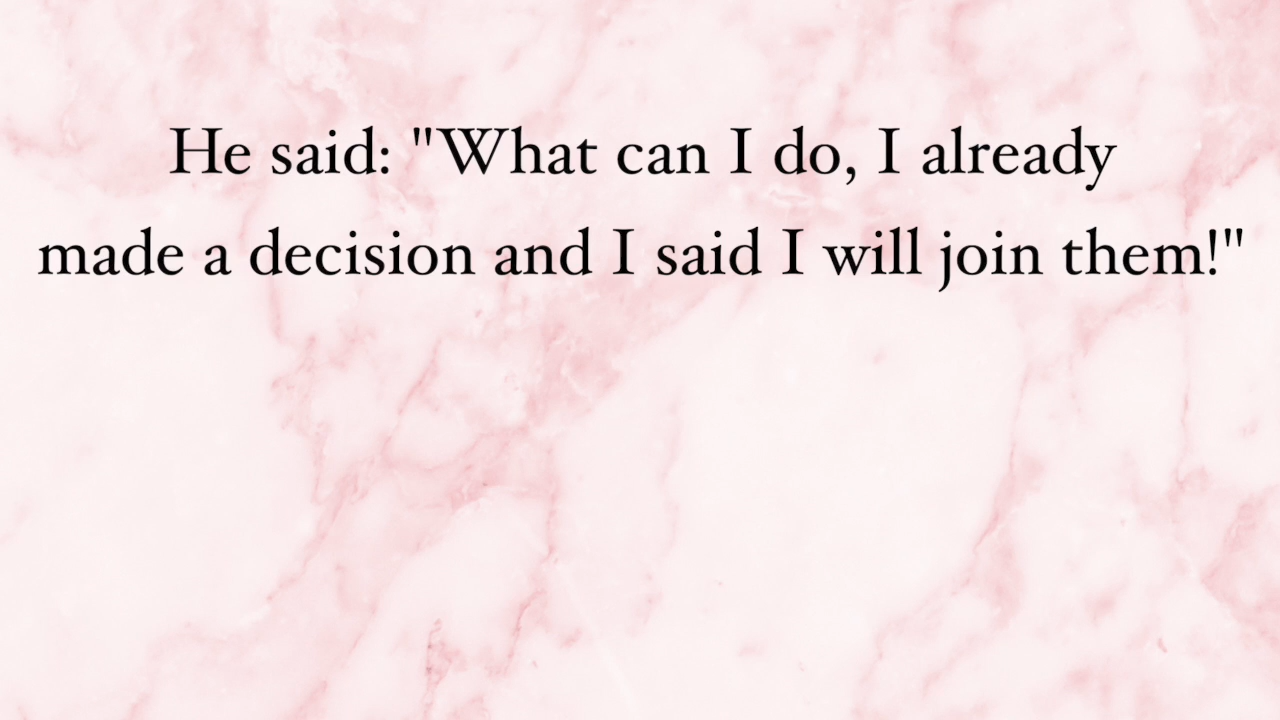 He said: "What can I do, I already
made a decision and I said I will join them!"